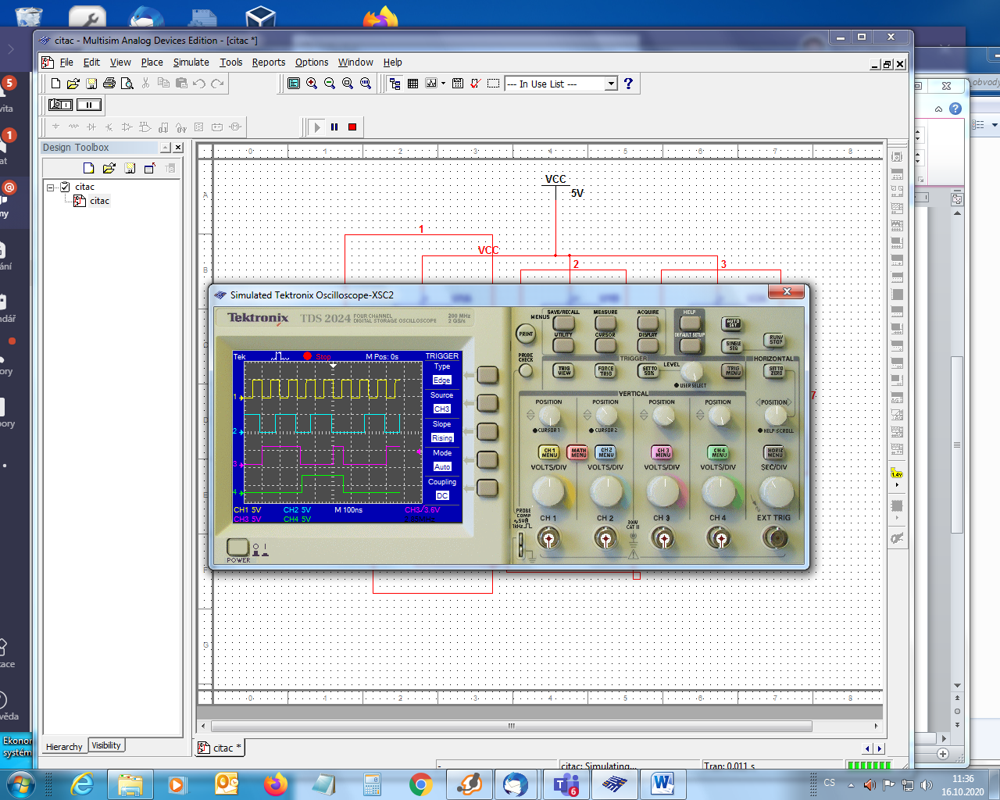 citac - Multisim Analog Devices Edition - [citac *]
File Edit View Place Simulate Tools Reports Options Window Help
--- In Use List ---
Design Toolbox
citac
citac
Hierarchy Visibility
0 1 2 3 4 5 6 7 8
A
B
VCC
5V
1
VCC
2
3
7
E
F
G
Simulated Tektronix Oscilloscope-XSC2
Tektronix TDS 2024 FOUR CHANNEL
DIGITAL STORAGE OSCILLOSCOPE
200 MHz
2 GS/s
Tek Stop M Pos: 0s TRIGGER
Type
Edge
Source
CH3
Slope
Rising
Mode
Auto
Coupling
DC
1
2
3
4
CH1 5V CH2 5V M 100ns CH3/3.6V
CH3 5V CH4 5V
POWER
MENUS SAVE/RECALL MEASURE ACQUIRE HELP
AUTO SET
PRINT UTILITY CURSOR DISPLAY DEFAULT SETUP SINGLE SEQ RUN/STOP
PROBE CHECK
TRIGGER HORIZONTAL
TRIG VIEW FORCE TRIG SET TO 50% LEVEL TRIG MENU SET TO ZERO
USER SELECT
VERTICAL
POSITION POSITION POSITION POSITION POSITION
CURSOR 1 CURSOR 2 HELP SCROLL
CH 1 MENU MATH MENU CH 2 MENU CH 3 MENU CH 4 MENU HORIZ MENU
VOLTS/DIV VOLTS/DIV VOLTS/DIV VOLTS/DIV SEC/DIV
PROBE COMP
~5V@
1kHz
CH 1 CH 2 300V CAT II CH 3 CH 4 EXT TRIG
0 1 2 3 4 5 6 7 8
citac *
- citac: Simulating... Tran: 0.011 s
1.4v
obvody
5
vita
1
at
my
ání
dář
ory
ace
věda
Ekonor
systém
6
CS
11:36
16.10.2020